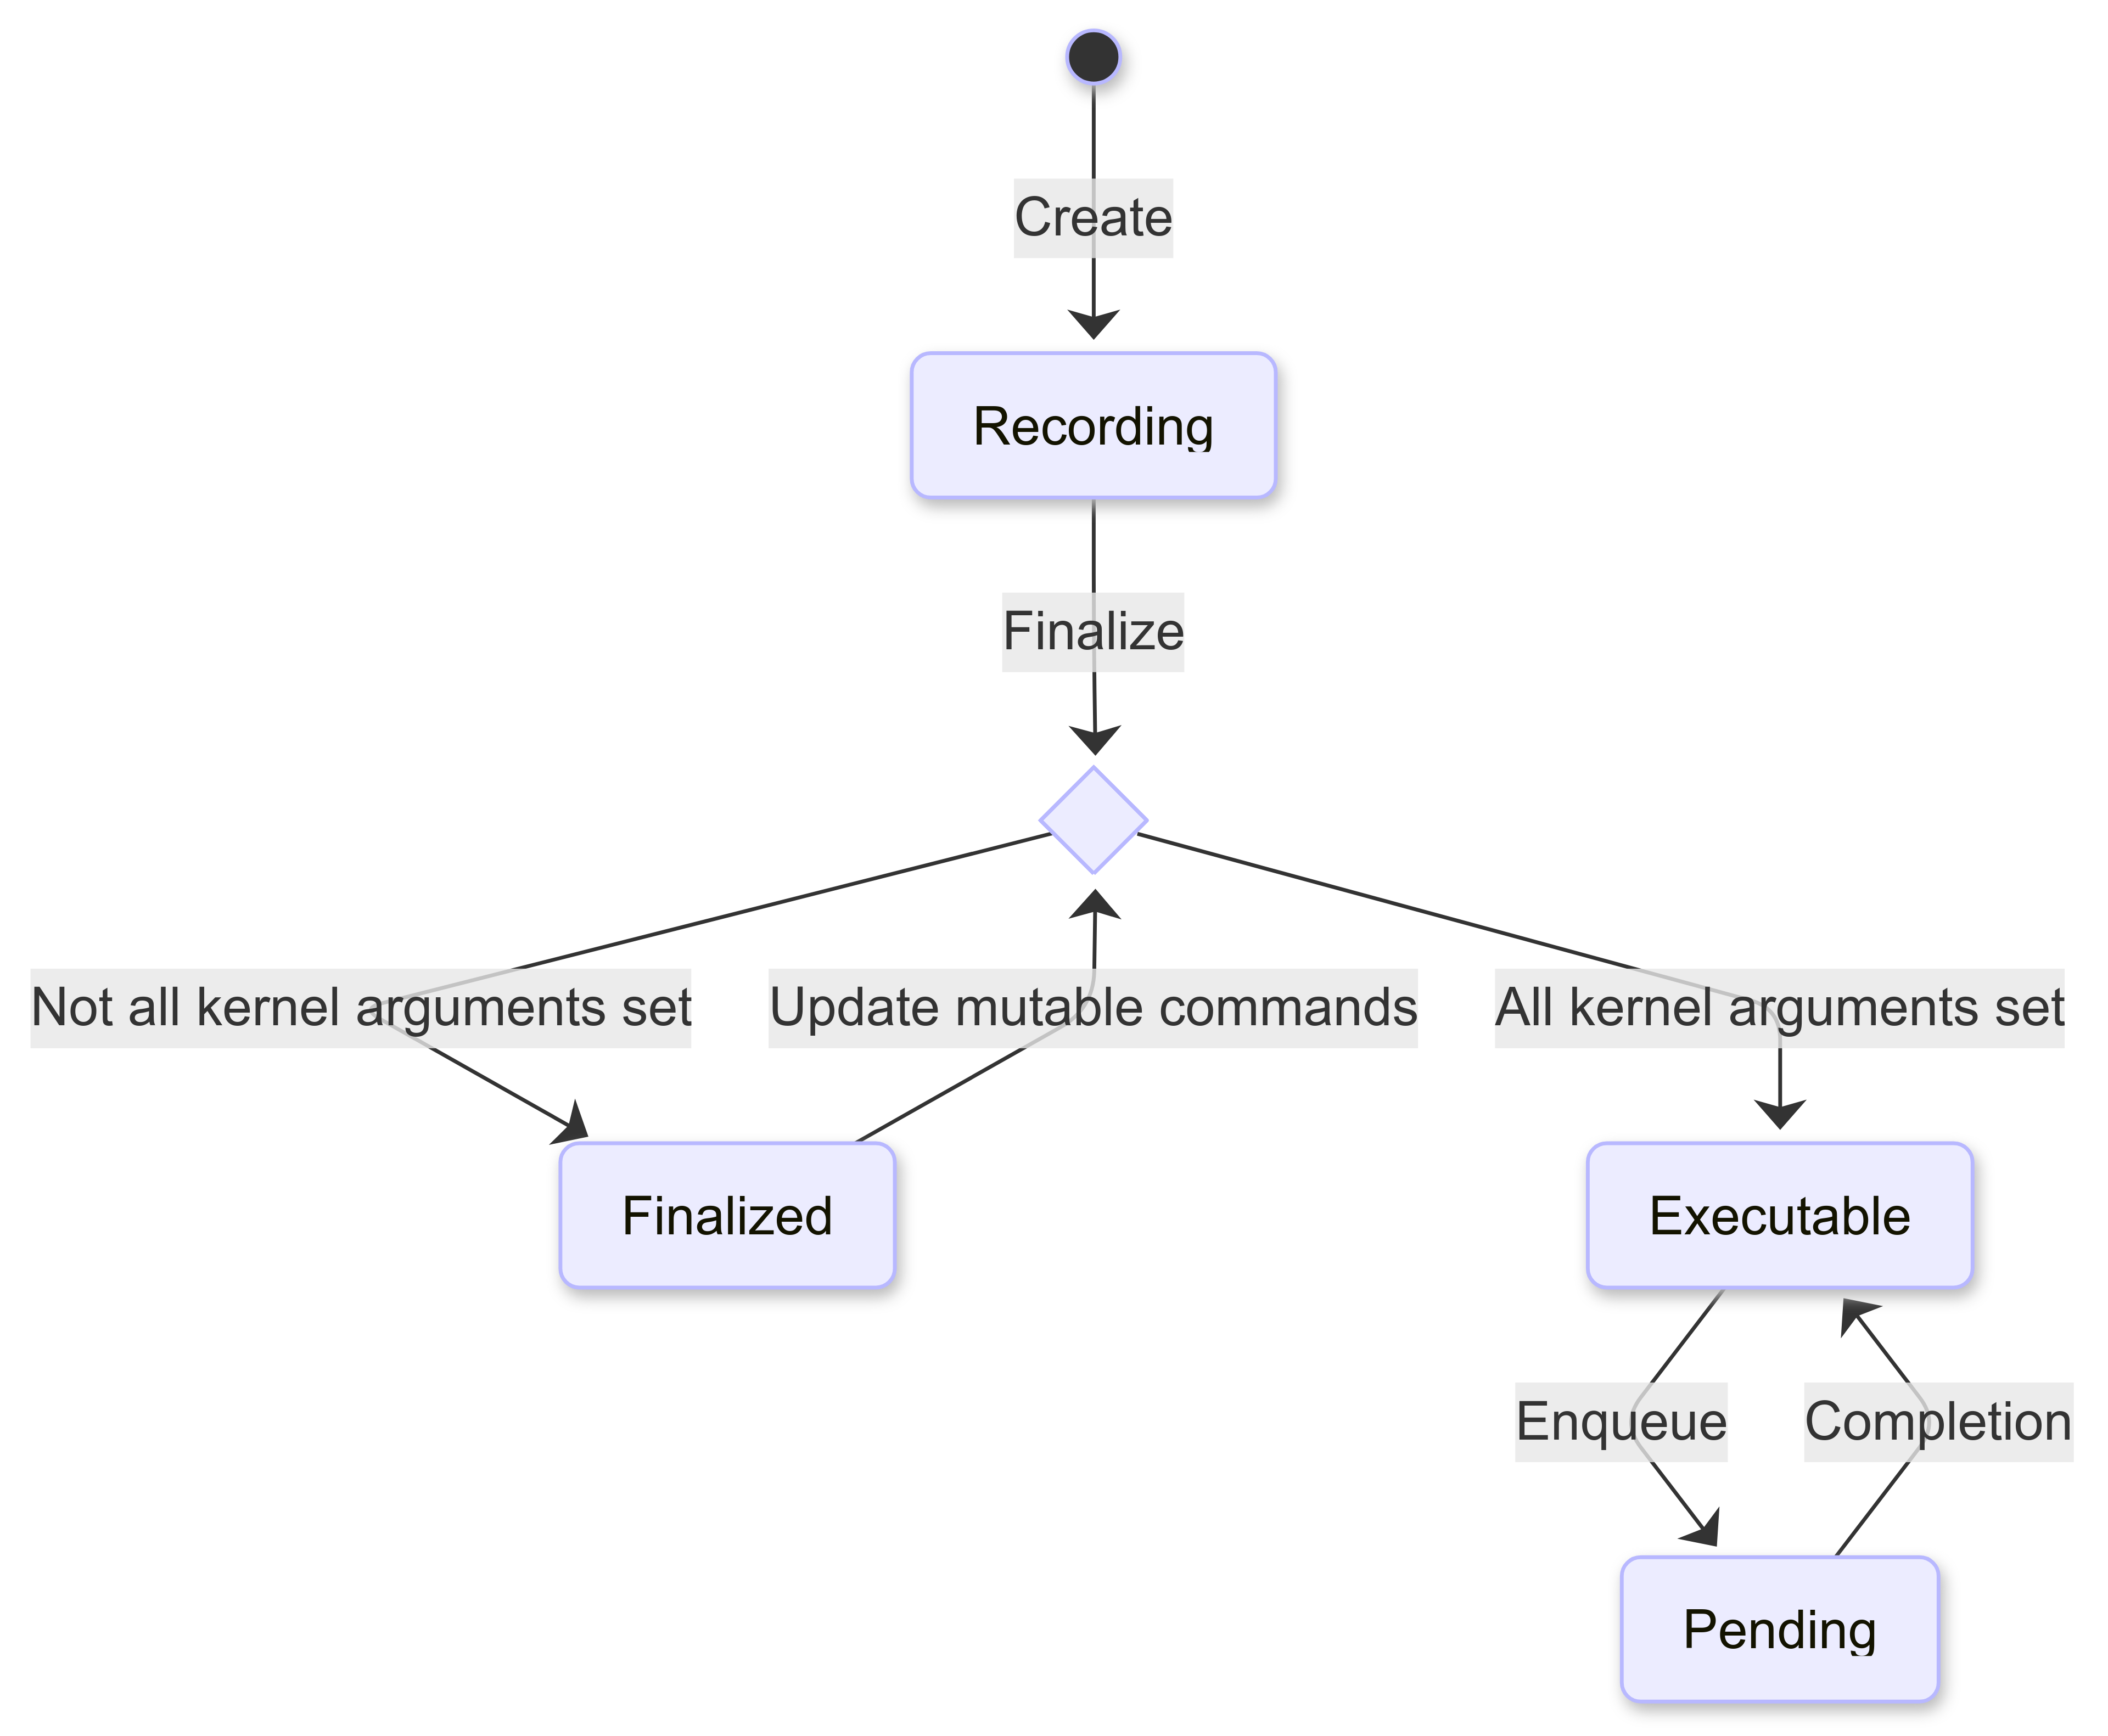 Create
Recording
Finalize
Not all kernel arguments set
Update mutable commands
All kernel arguments set
Finalized
Executable
Enqueue
Completion
Pending